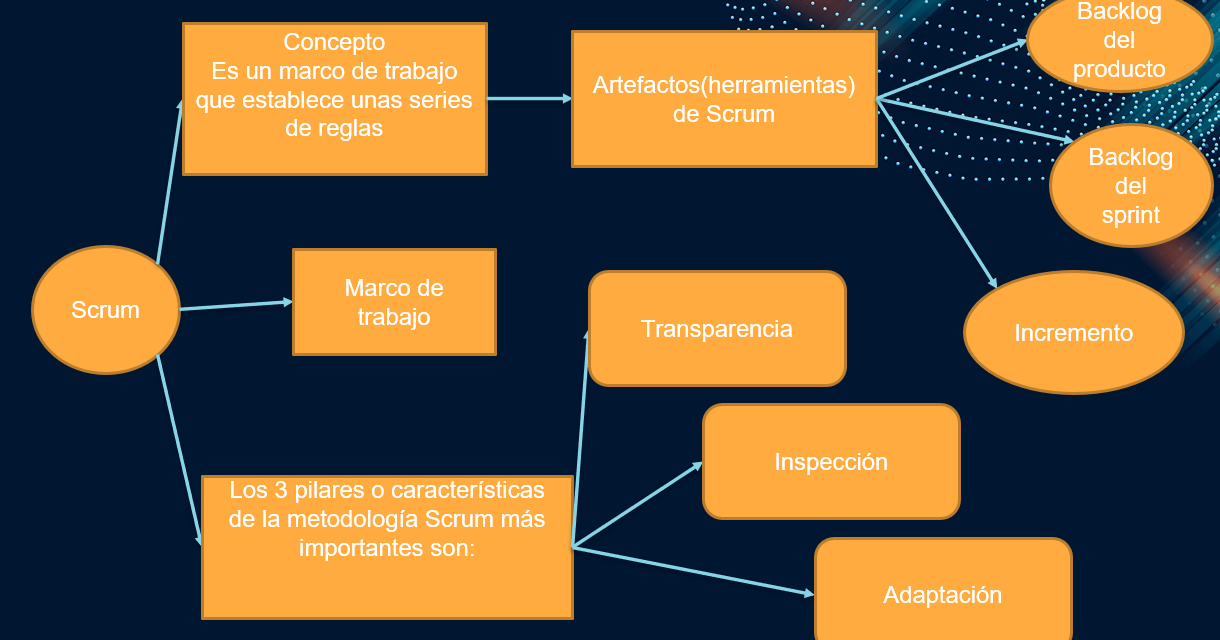 Concepto
Es un marco de trabajo
que establece unas series
de reglas
Artefactos(herramientas)
de Scrum
Backlog
del
producto
Backlog
del
sprint
Incremento
Scrum
Marco de
trabajo
Transparencia
Inspección
Los 3 pilares o características
de la metodología Scrum más
importantes son:
Adaptación